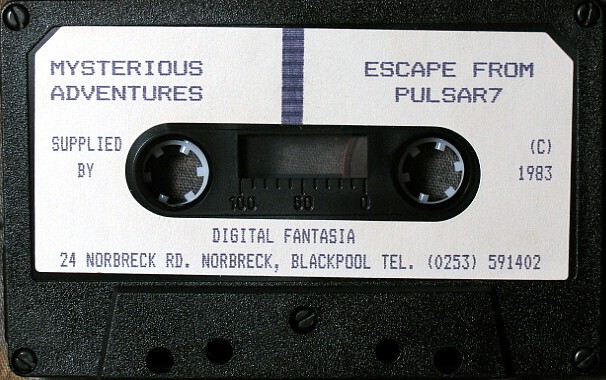 MYSTERIOUS
ADVENTURES
ESCAPE FROM
PULSAR7
SUPPLIED
BY
(C)
1983
100 50 0
DIGITAL FANTASIA
24 NORBRECK RD. NORBRECK, BLACKPOOL TEL. (0253) 591402